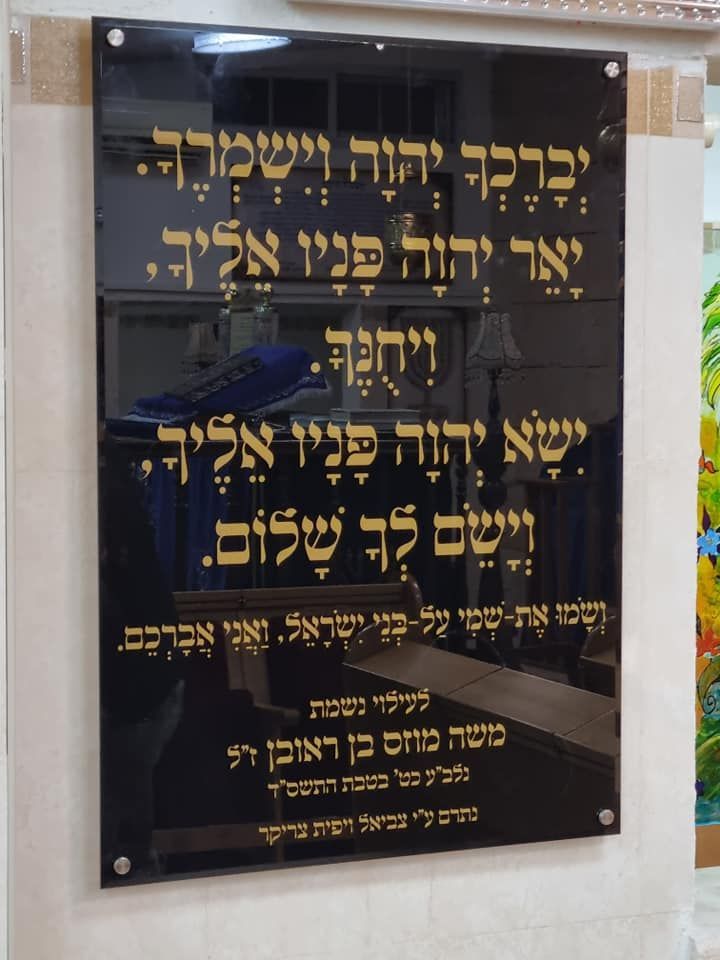 יְבָרֶכְךָ יְהוָה וְיִשְׁמְרֶךָ.
יָאֵר יְהוָה פָּנָיו אֵלֶיךָ,
וִיחֻנֶּךָּ.
יִשָּׂא יְהוָה פָּנָיו אֵלֶיךָ,
וְיָשֵׂם לְךָ שָׁלוֹם.
וְשָׂמוּ אֶת-שְׁמִי עַל-בְּנֵי יִשְׂרָאֵל, וַאֲנִי אֲבָרְכֵם.
לעילוי נשמת
משה מוזס בן ראובן ז"ל
נלב"ע כט' בטבת התשס"ד
נתרם ע"י צביאל ויפית צריקר